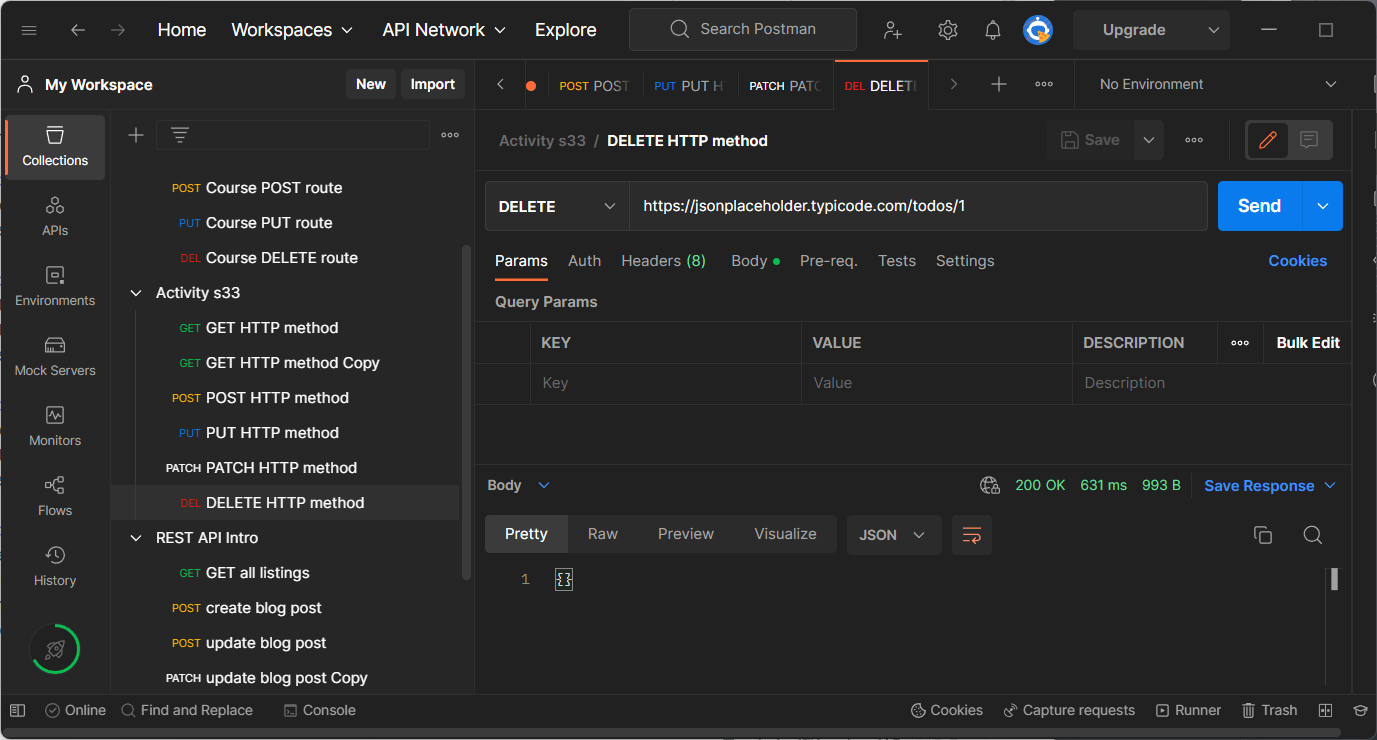 Home Workspaces API Network Explore Search Postman Upgrade
My Workspace New Import
POST POST PUT PUT H PATCH PATC DEL DELET No Environment
Collections
APIs
Environments
Mock Servers
Monitors
Flows
History
POST Course POST route
PUT Course PUT route
DEL Course DELETE route
Activity s33
GET GET HTTP method
GET GET HTTP method Copy
POST POST HTTP method
PUT PUT HTTP method
PATCH PATCH HTTP method
DEL DELETE HTTP method
REST API Intro
GET GET all listings
POST create blog post
POST update blog post
PATCH update blog post Copy
Activity s33 / DELETE HTTP method Save
DELETE https://jsonplaceholder.typicode.com/todos/1 Send
Params Auth Headers (8) Body Pre-req. Tests Settings Cookies
Query Params
KEY VALUE DESCRIPTION Bulk Edit
Key Value Description
Body 200 OK 631 ms 993 B Save Response
Pretty Raw Preview Visualize JSON
1 {}
Online Find and Replace Console Cookies Capture requests Runner Trash